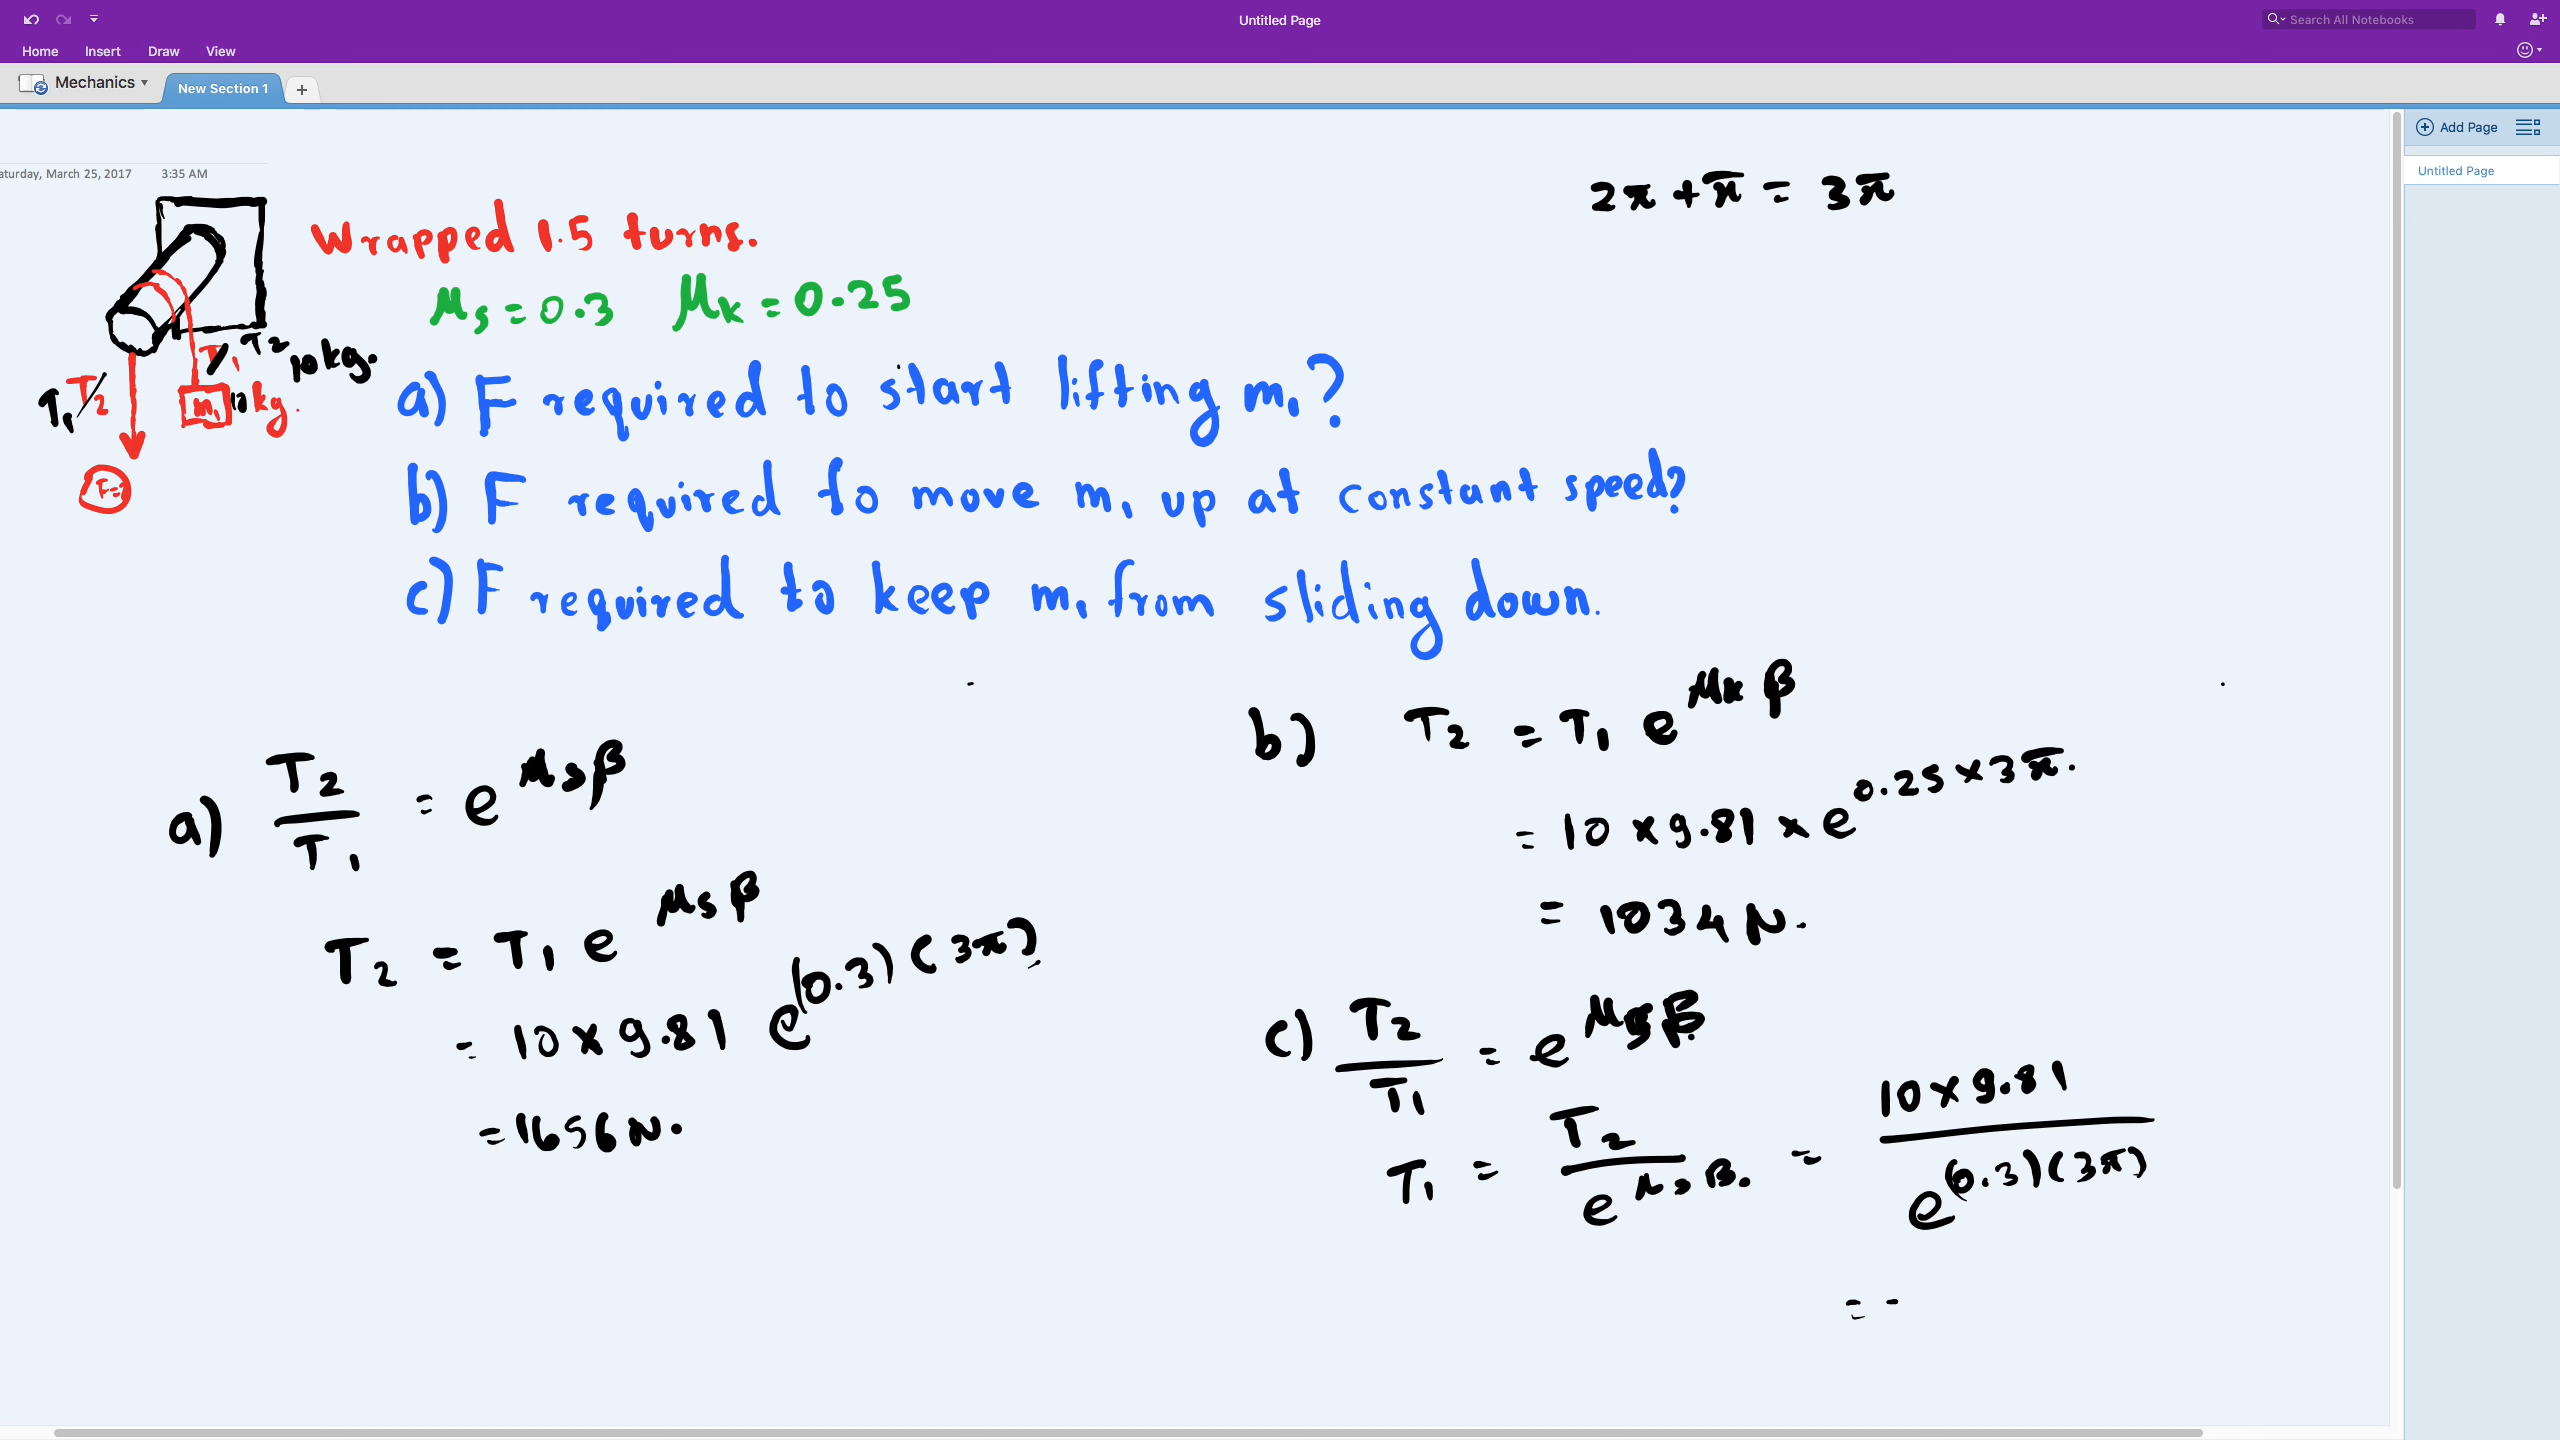 Untitled Page
Search All Notebooks
Home Insert Draw View
Mechanics New Section 1 +
Add Page
Untitled Page
aturday, March 25, 2017 3:35 AM
2π + π = 3π
Wrapped 1.5 turns.
μs = 0.3 μk = 0.25
T1 T2 10kg.
T1 T2 m1 10 kg.
F=?
a) F required to start lifting m1?
b) F required to move m1 up at constant speed?
c) F required to keep m1 from sliding down.
a) T2/T1 = e^μsβ
T2 = T1 e^μsβ
= 10 × 9.81 e^(0.3)(3π)
= 1656 N.
b) T2 = T1 e^μkβ
= 10 × 9.81 × e^0.25×3π.
= 1034 N.
c) T2/T1 = e^μsβ
T1 = T2/e^μsβ. = 10 × 9.81/e^(0.3)(3π)
= -